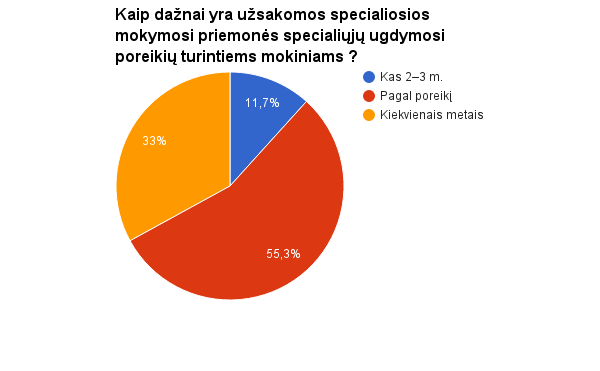 Kaip dažnai yra užsakomos specialiosios
mokymosi priemonės specialiųjų ugdymosi
poreikių turintiems mokiniams ?
Kas 2–3 m.
Pagal poreikį
Kiekvienais metais
11,7%
33%
55,3%